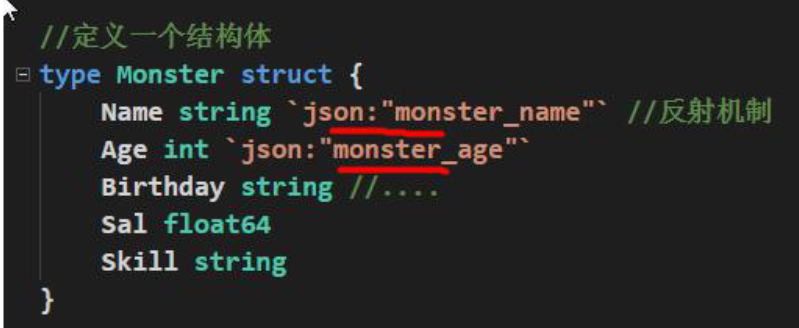 //定义一个结构体
type Monster struct {
Name string `json:"monster_name"` //反射机制
Age int `json:"monster_age"`
Birthday string //....
Sal float64
Skill string
}